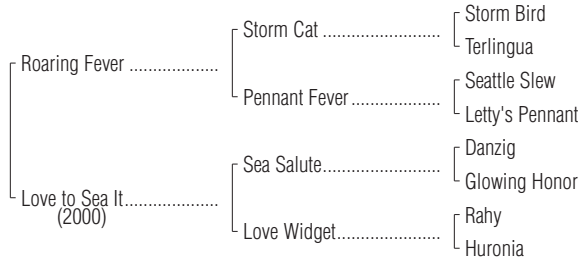 Storm Bird
Storm Cat ........................
Terlingua
Roaring Fever ..................
Seattle Slew
Pennant Fever..................
Letty's Pennant
Danzig
Sea Salute........................
Glowing Honor
Love to Sea It...................
(2000)
Rahy
Love Widget.....................
Huronia